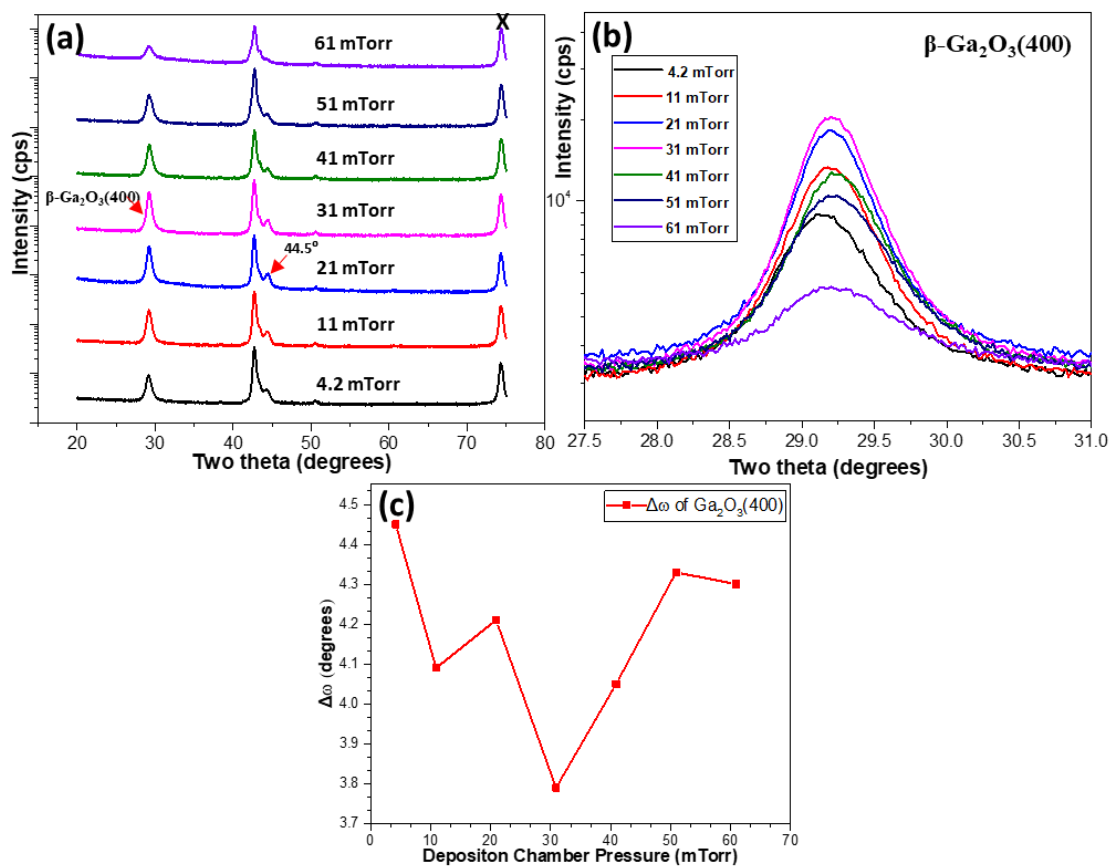 (a)
X
61 mTorr
51 mTorr
41 mTorr
β-Ga2O3(400)
31 mTorr
44.5o
21 mTorr
11 mTorr
4.2 mTorr
Intensity (cps)
20 30 40 50 60 70 80
Two theta (degrees)
(b)
β-Ga2O3(400)
4.2 mTorr
11 mTorr
21 mTorr
31 mTorr
41 mTorr
51 mTorr
61 mTorr
Intensity (cps)
10^4
27.5 28.0 28.5 29.0 29.5 30.0 30.5 31.0
Two theta (degrees)
(c)
Δω of Ga2O3(400)
4.5
4.4
4.3
4.2
4.1
4.0
3.9
3.8
3.7
Δω (degrees)
0 10 20 30 40 50 60 70
Depositon Chamber Pressure (mTorr)